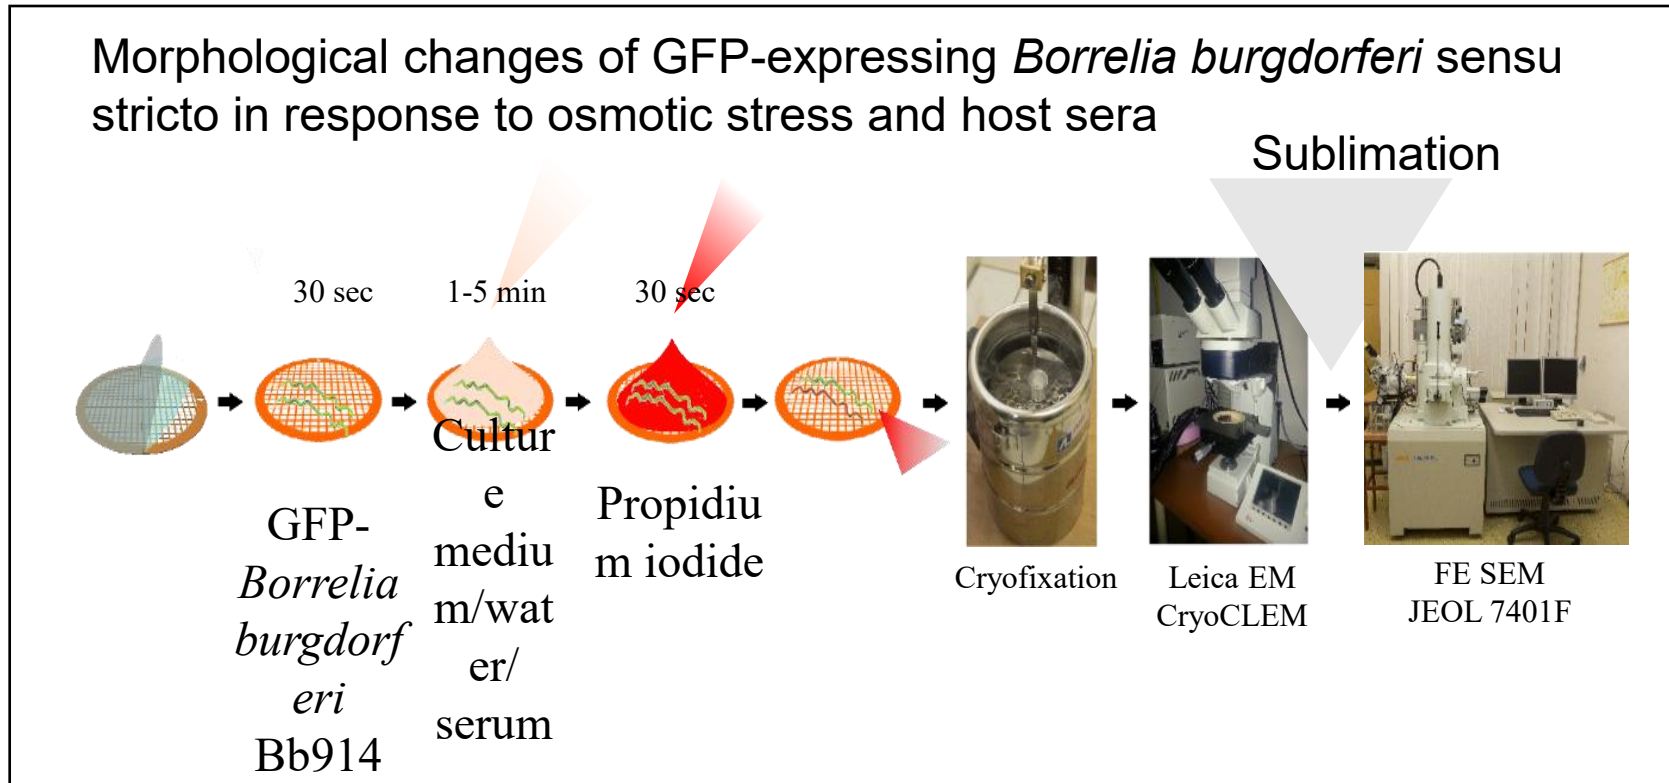 Morphological changes of GFP-expressing Borrelia burgdorferi sensu
stricto in response to osmotic stress and host sera
Sublimation
30 sec
1-5 min
30 sec
GFP-
Borrelia
burgdorf
eri
Bb914
Cultur
e
mediu
m/wat
er/
serum
Propidiu
m iodide
Cryofixation
Leica EM
CryoCLEM
FE SEM
JEOL 7401F